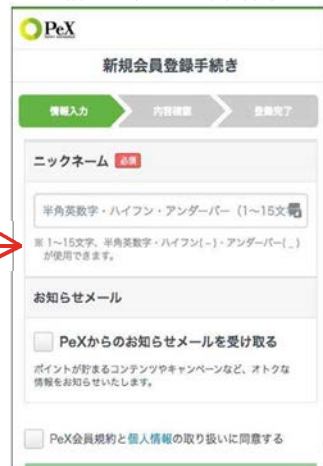 PeX
新規会員登録手続き
情報入力
内容確認
登録完了
ニックネーム 必須
半角英数字・ハイフン・アンダーバー（1〜15文
※ 1〜15文字、半角英数字・ハイフン(-)・アンダーバー(_)
が使用できます。
お知らせメール
PeXからのお知らせメールを受け取る
ポイントが貯まるコンテンツやキャンペーンなど、オトクな
情報をお知らせいたします。
PeX会員規約と個人情報の取り扱いに同意する